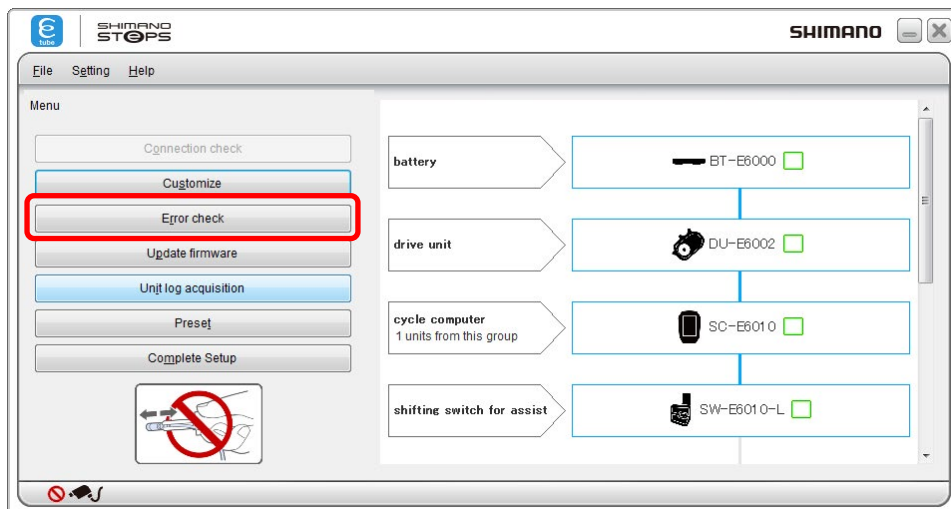 E
tube
SHIMANO
STEPS
SHIMANO
File Setting Help
Menu
Connection check
Customize
Error check
Update firmware
Unit log acquisition
Preset
Complete Setup
battery
BT-E6000
drive unit
DU-E6002
cycle computer
1 units from this group
SC-E6010
shifting switch for assist
SW-E6010-L